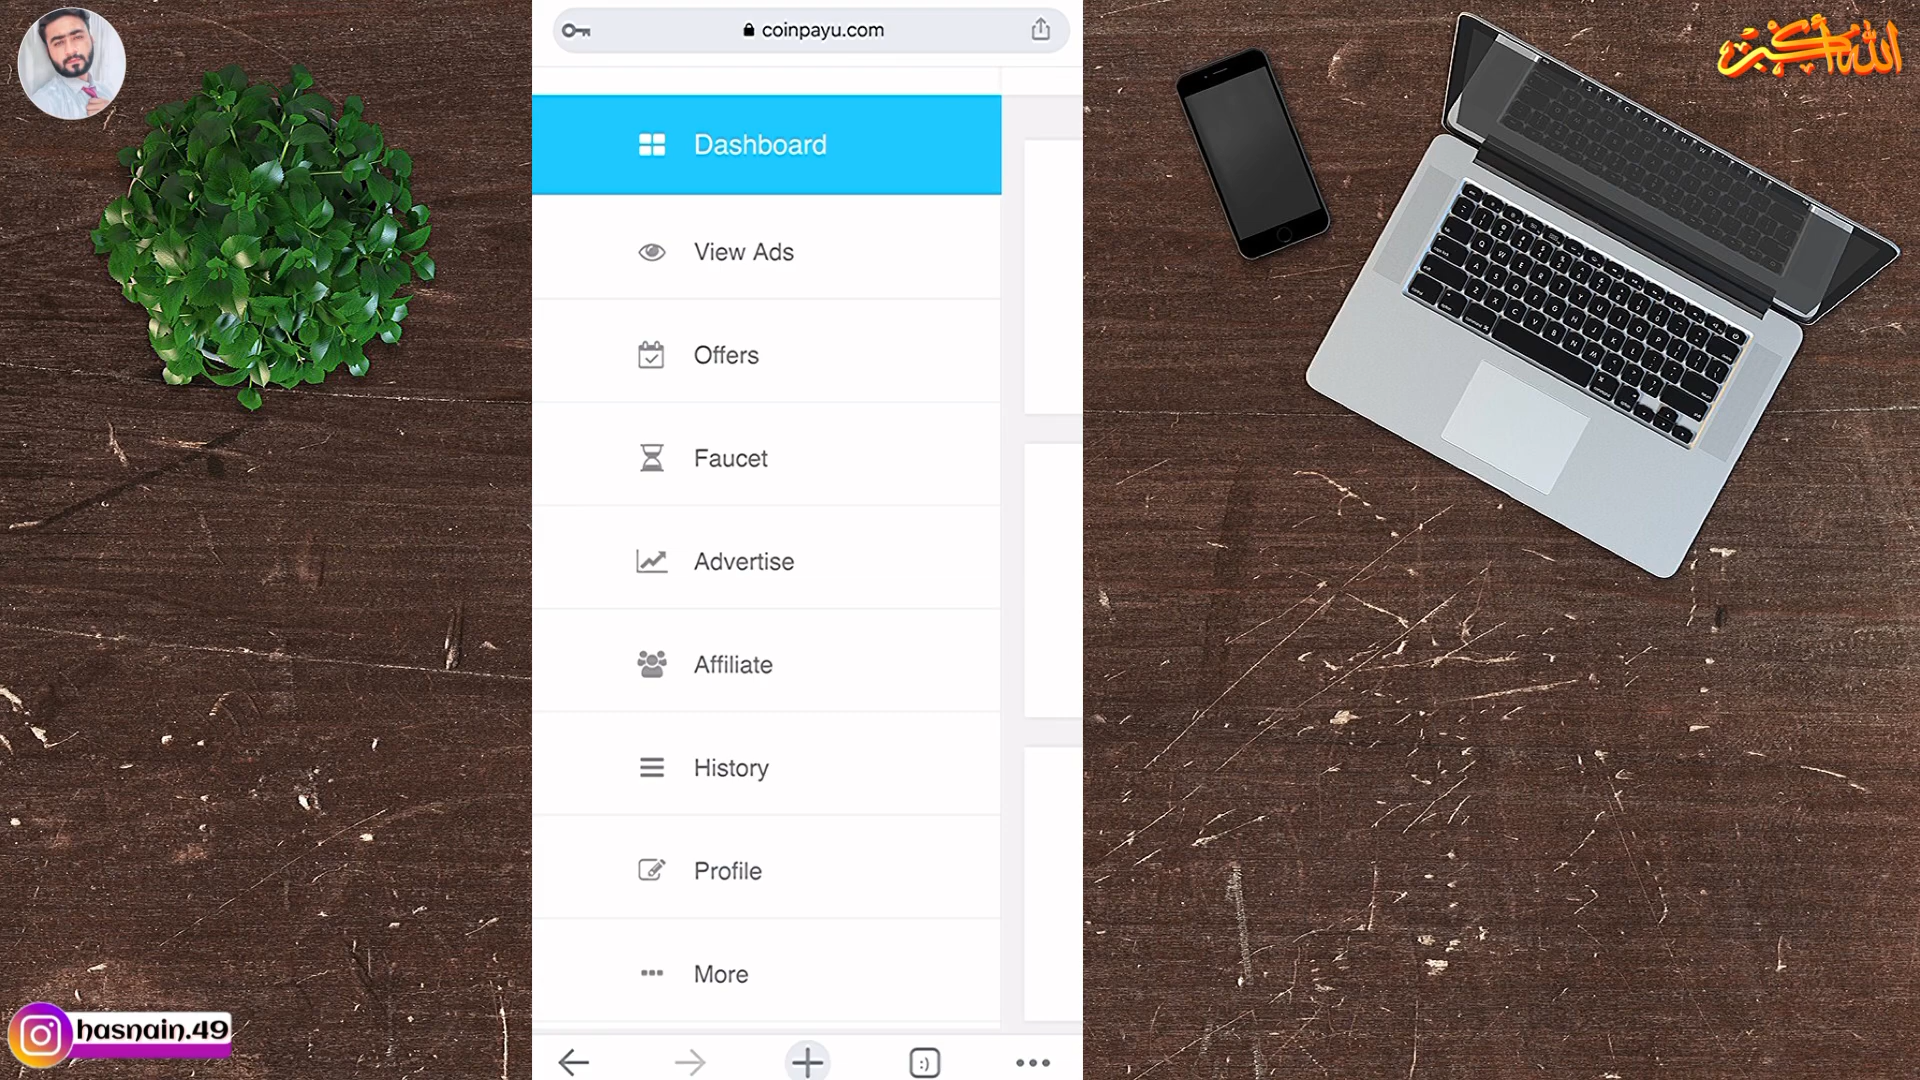 coinpayu.com
الله أكبر
Dashboard
View Ads
Offers
Faucet
Advertise
Affiliate
History
Profile
More
:)
hasnain.49